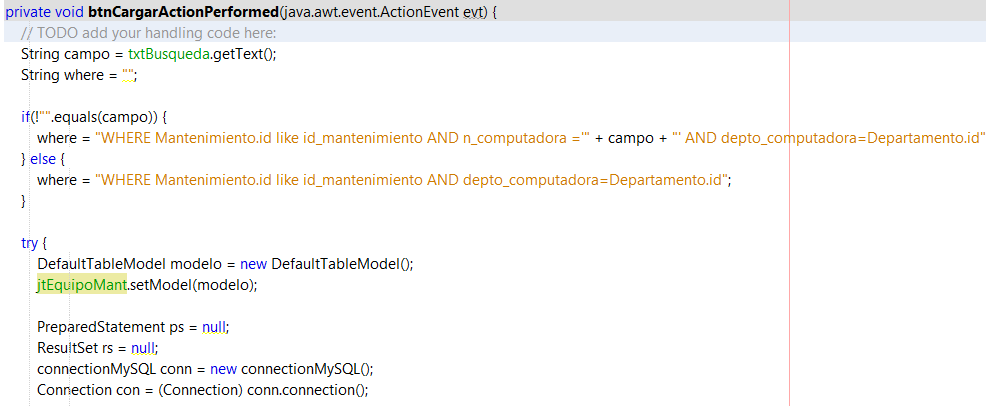 private void btnCargarActionPerformed(java.awt.event.ActionEvent evt) {
// TODO add your handling code here:
String campo = txtBusqueda.getText();
String where = "";
if(!"".equals(campo)) {
where = "WHERE Mantenimiento.id like id_mantenimiento AND n_computadora ='" + campo + "' AND depto_computadora=Departamento.id"
} else {
where = "WHERE Mantenimiento.id like id_mantenimiento AND depto_computadora=Departamento.id";
}
try {
DefaultTableModel modelo = new DefaultTableModel();
jtEquipoMant.setModel(modelo);
PreparedStatement ps = null;
ResultSet rs = null;
connectionMySQL conn = new connectionMySQL();
Connection con = (Connection) conn.connection();